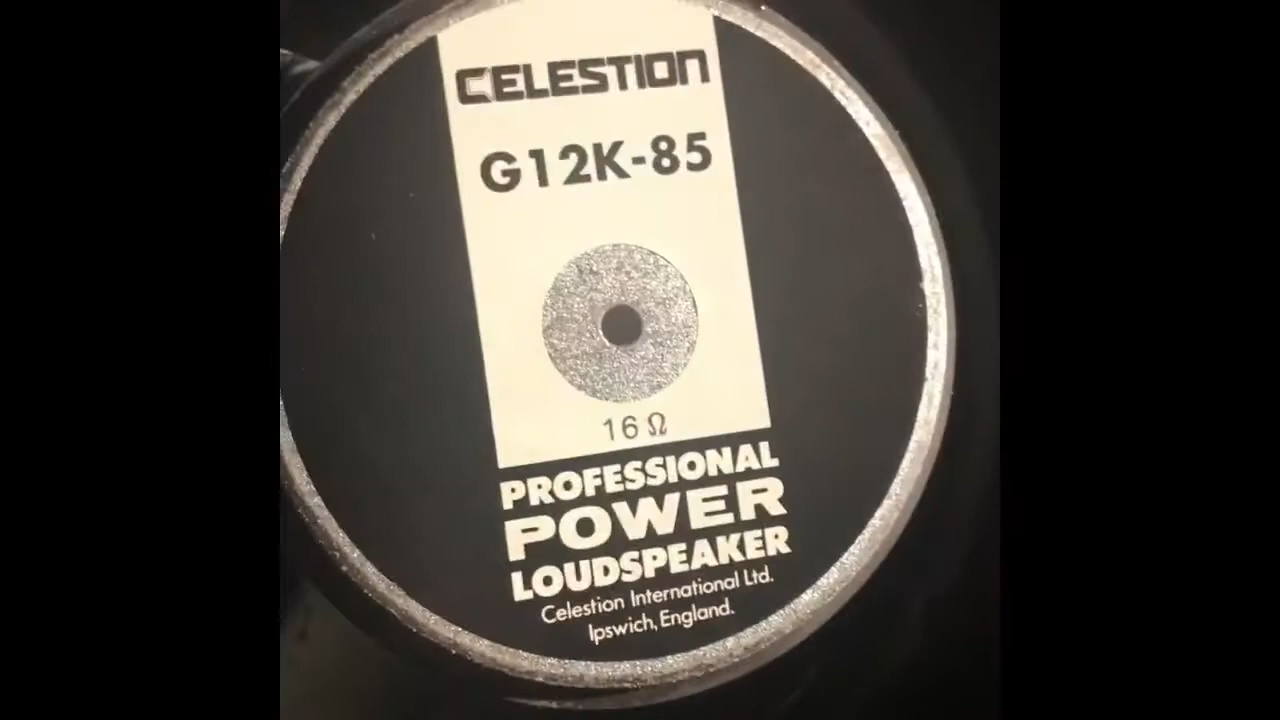 CELESTION
G12K-85
16 Ω
PROFESSIONAL
POWER
LOUDSPEAKER
Celestion International Ltd.
Ipswich, England.